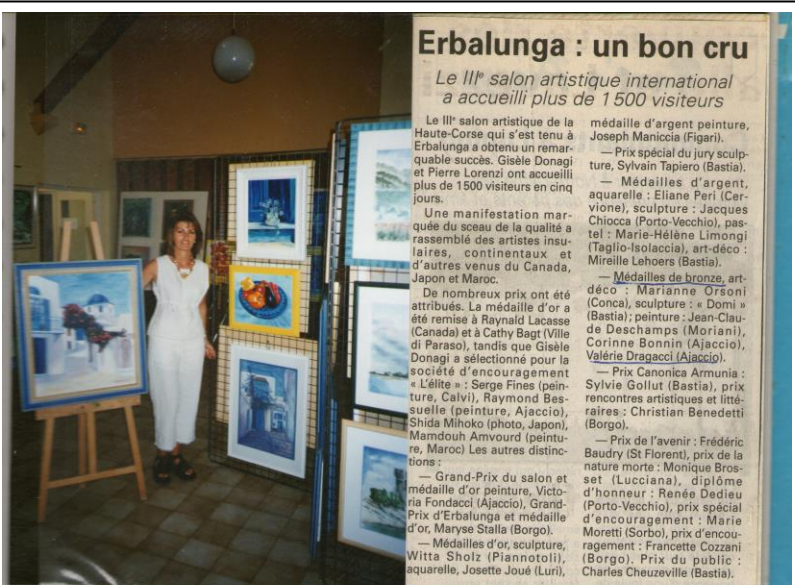 Erbalunga : un bon cru
Le IIIe salon artistique international
a accueilli plus de 1 500 visiteurs
Le IIIe salon artistique de la
Haute-Corse qui s'est tenu à
Erbalunga a obtenu un remar-
quable succès. Gisèle Donagi
et Pierre Lorenzi ont accueilli
plus de 1500 visiteurs en cinq
jours.
Une manifestation mar-
quée du sceau de la qualité a
rassemblé des artistes insu-
laires, continentaux et
d'autres venus du Canada,
Japon et Maroc.
De nombreux prix ont été
attribués. La médaille d'or a
été remise à Raynald Lacasse
(Canada) et à Cathy Bagt (Ville
di Paraso), tandis que Gisèle
Donagi a sélectionné pour la
société d'encouragement
« L'élite » : Serge Fines (pein-
ture, Calvi), Raymond Bes-
suelle (peinture, Ajaccio),
Shida Mihoko (photo, Japon),
Mamdouh Amvourd (peintu-
re, Maroc) Les autres distinc-
tions :
— Grand-Prix du salon et
médaille d'or peinture, Victo-
ria Fondacci (Ajaccio), Grand-
Prix d'Erbalunga et médaille
d'or, Maryse Stalla (Borgo).
— Médailles d'or, sculpture,
Witta Sholz (Piannotoli),
aquarelle, Josette Joué (Luri),
médaille d'argent peinture,
Joseph Maniccia (Figari).
— Prix spécial du jury sculp-
ture, Sylvain Tapiero (Bastia).
— Médailles d'argent,
aquarelle : Eliane Peri (Cer-
vione), sculpture : Jacques
Chiocca (Porto-Vecchio), pas-
tel : Marie-Hélène Limongi
(Taglio-Isolaccia), art-déco :
Mireille Lehoers (Bastia).
— Médailles de bronze, art-
déco : Marianne Orsoni
(Conca), sculpture : « Domi »
(Bastia); peinture : Jean-Clau-
de Deschamps (Moriani),
Corinne Bonnin (Ajaccio),
Valérie Dragacci (Ajaccio).
— Prix Canonica Armunia :
Sylvie Gollut (Bastia), prix
rencontres artistiques et litté-
raires : Christian Benedetti
(Borgo).
— Prix de l'avenir : Frédéric
Baudry (St Florent), prix de la
nature morte : Monique Bros-
set (Lucciana), diplôme
d'honneur : Renée Dedieu
(Porto-Vecchio), prix spécial
d'encouragement : Marie
Moretti (Sorbo), prix d'encou-
ragement : Francette Cozzani
(Borgo). Prix du public :
Charles Cheuzeville (Bastia).